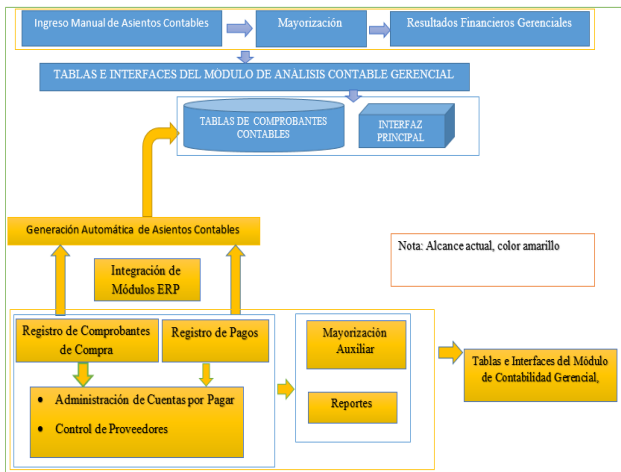 Ingreso Manual de Asientos Contables
Mayorización
Resultados Financieros Gerenciales
TABLAS E INTERFACES DEL MÓDULO DE ANÁLISIS CONTABLE GERENCIAL
TABLAS DE COMPROBANTES
CONTABLES
INTERFAZ
PRINCIPAL
Generación Automática de Asientos Contables
Nota: Alcance actual, color amarillo
Integración de
Módulos ERP
Registro de Comprobantes
de Compra
Registro de Pagos
Mayorización
Auxiliar
Tablas e Interfaces del Módulo
de Contabilidad Gerencial,
• Administración de Cuentas por Pagar
• Control de Proveedores
Reportes